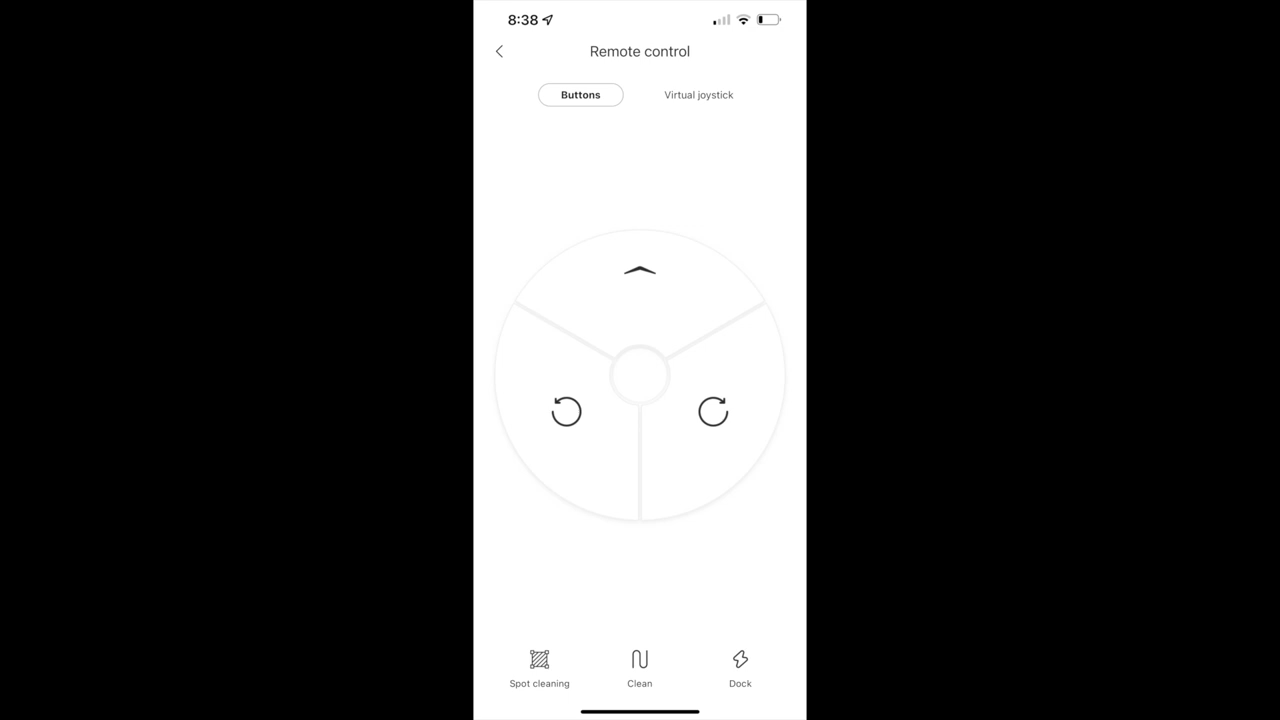 8:38
Remote control
Buttons
Virtual joystick
Spot cleaning
Clean
Dock